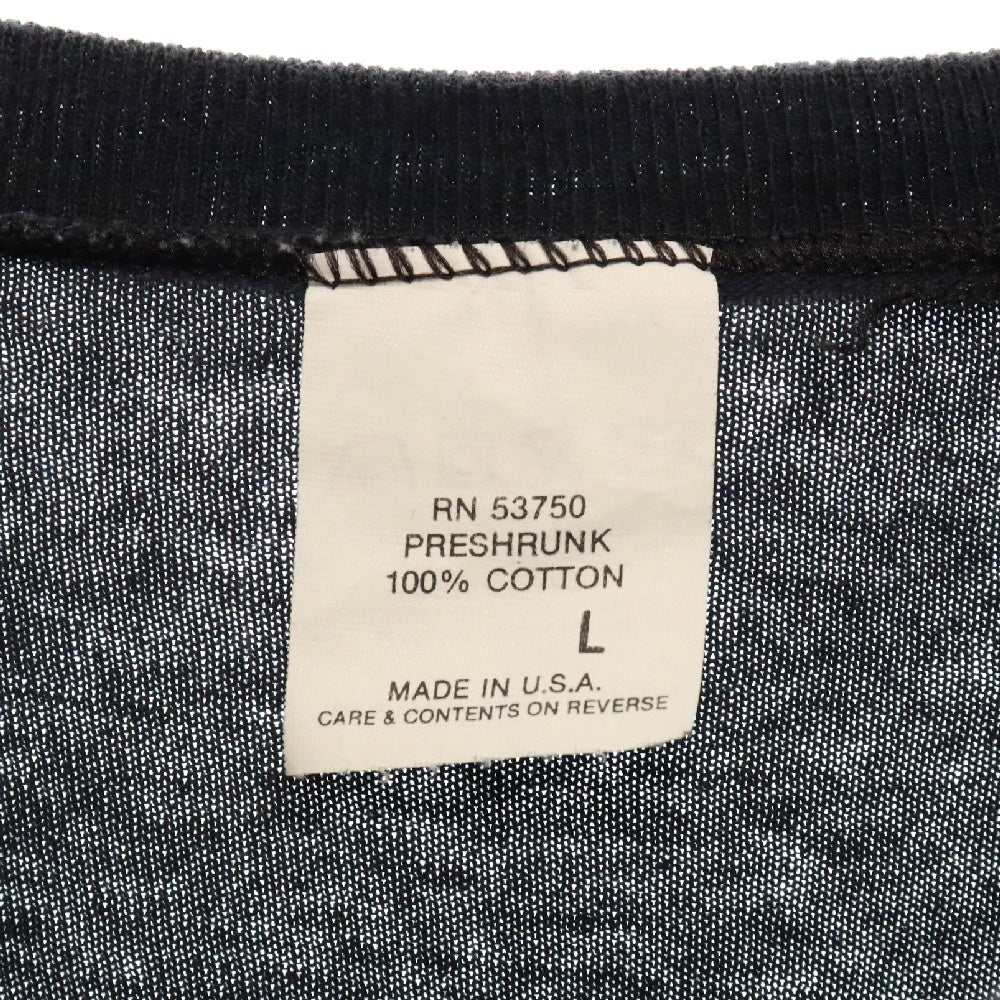 RN 53750
PRESHRUNK
100% COTTON
L
MADE IN U.S.A.
CARE & CONTENTS ON REVERSE